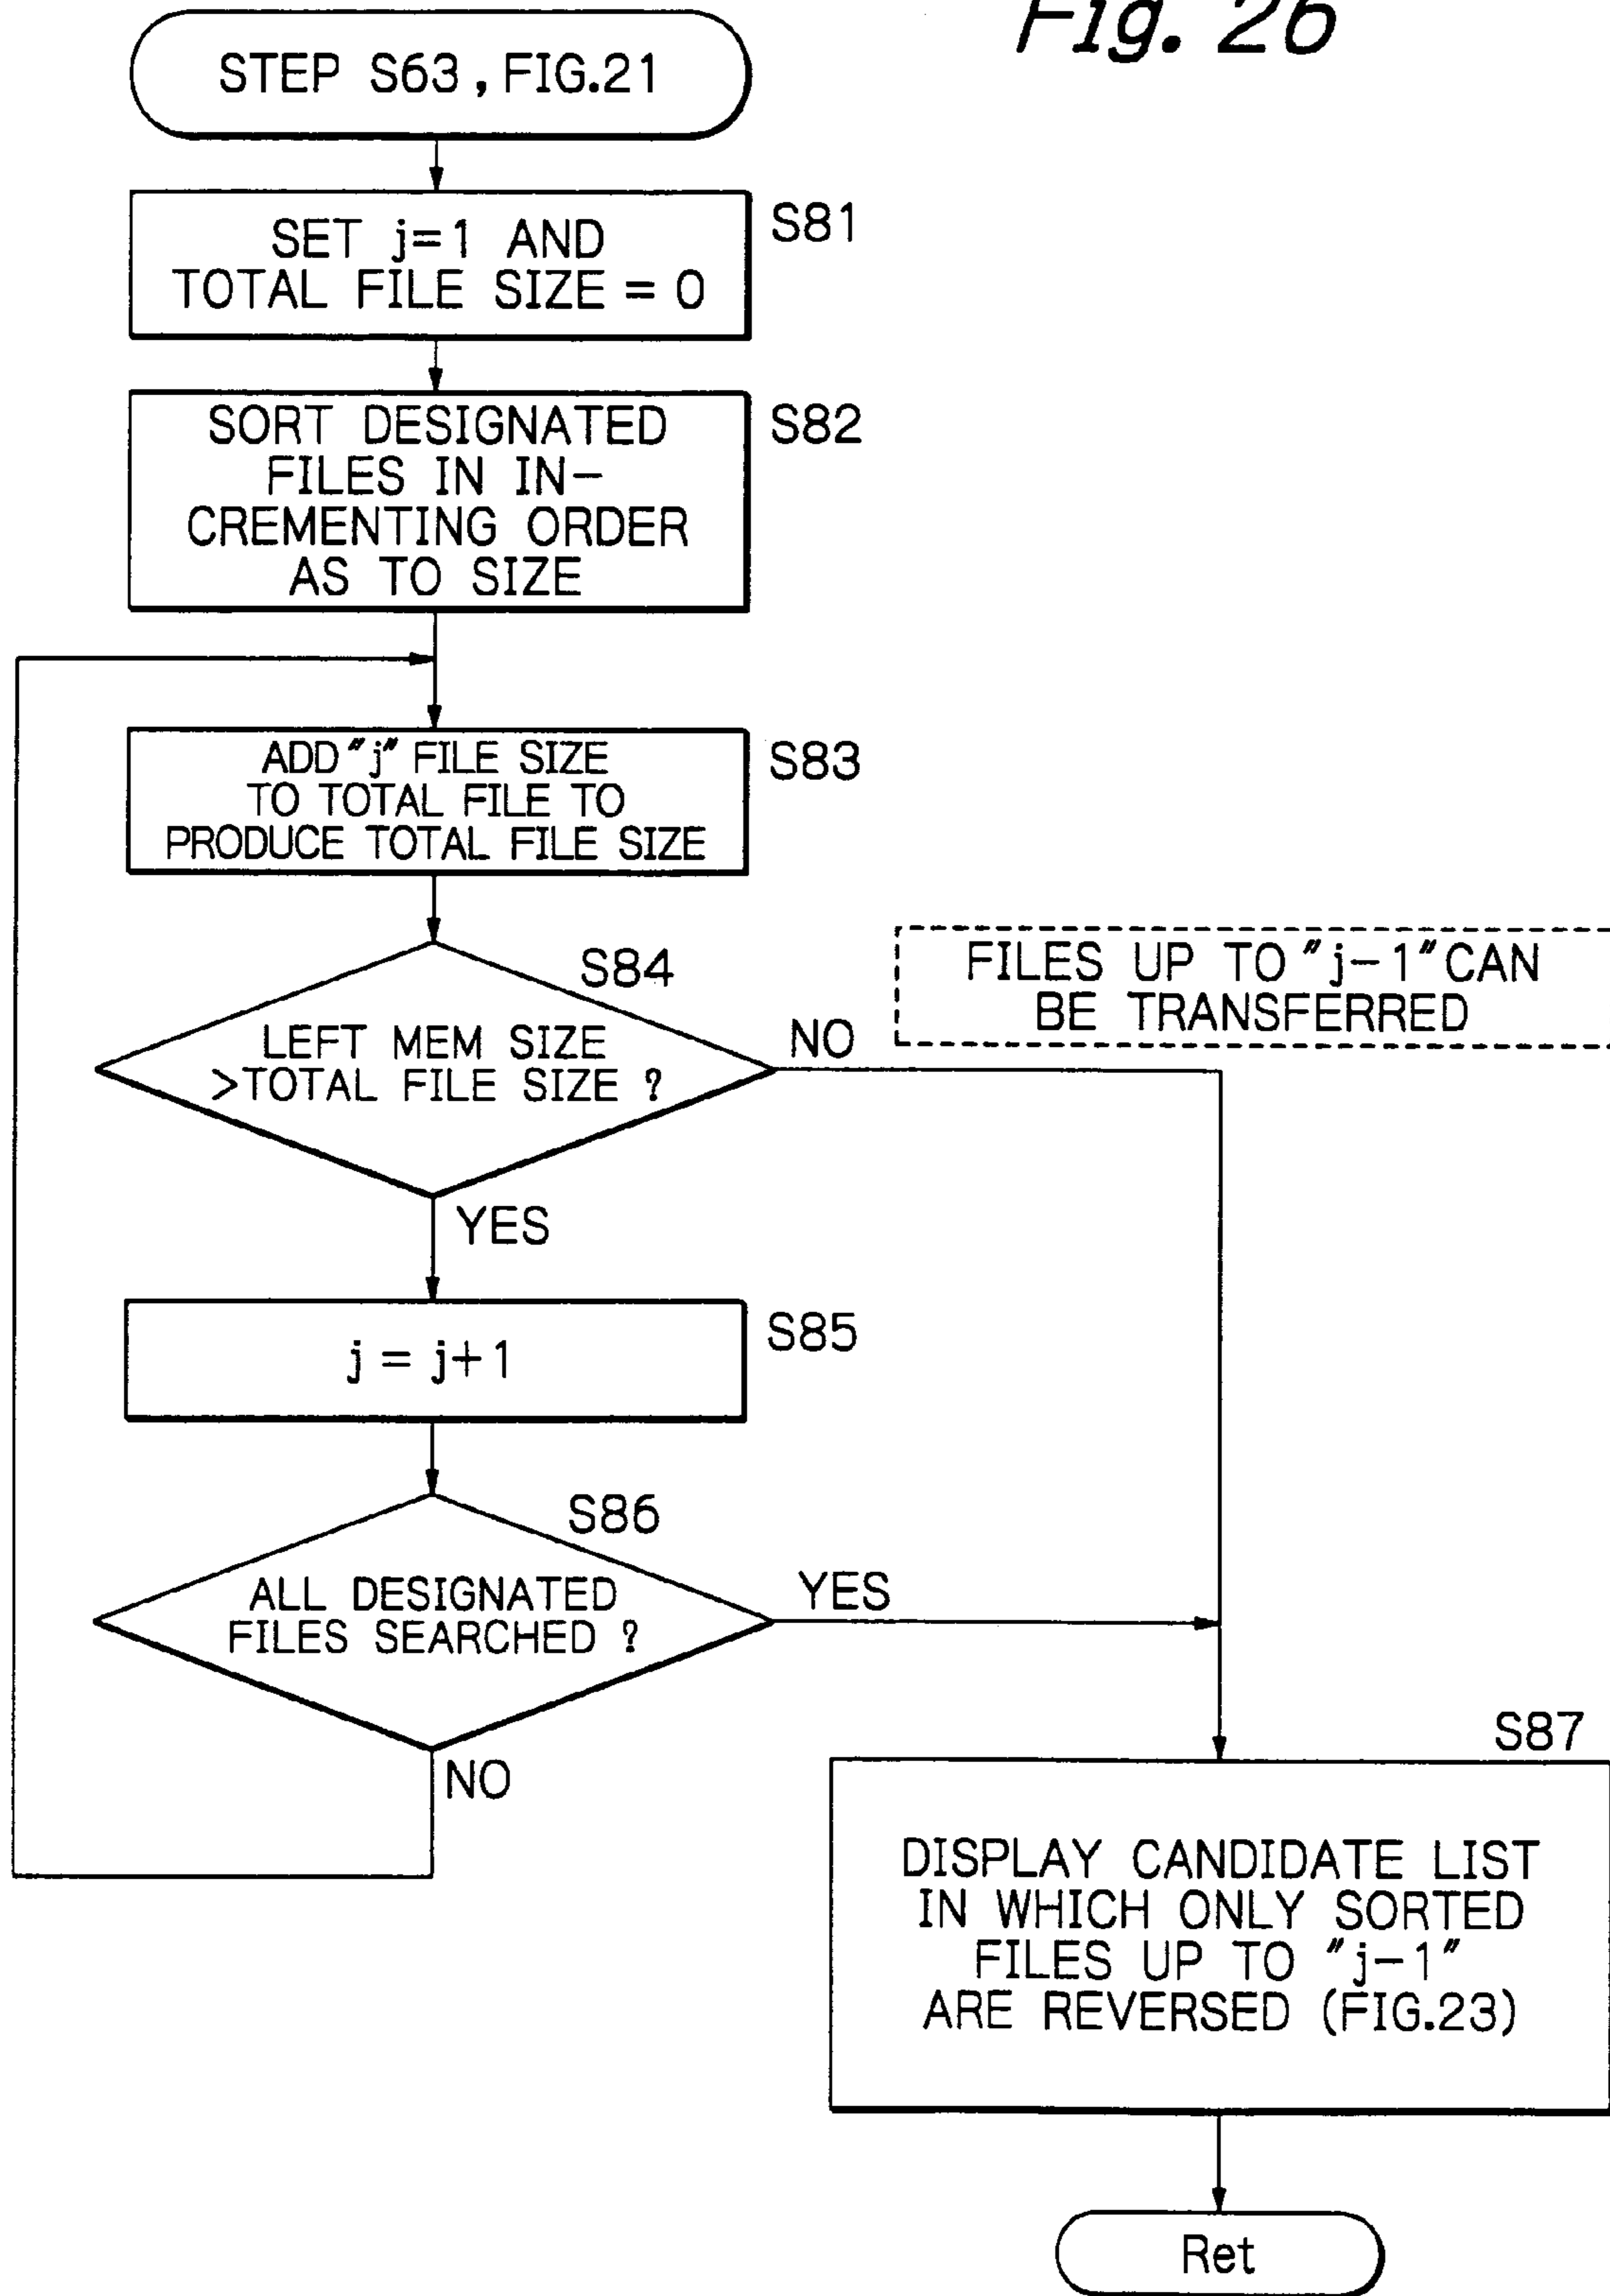 Fig. 26
STEP S63, FIG.21
SET j=1 AND
TOTAL FILE SIZE = 0
S81
SORT DESIGNATED
FILES IN IN-
CREMENTING ORDER
AS TO SIZE
S82
ADD "j" FILE SIZE
TO TOTAL FILE TO
PRODUCE TOTAL FILE SIZE
S83
S84
LEFT MEM SIZE
>TOTAL FILE SIZE ?
NO
FILES UP TO "j-1" CAN
BE TRANSFERRED
YES
j = j+1
S85
S86
ALL DESIGNATED
FILES SEARCHED ?
YES
NO
S87
DISPLAY CANDIDATE LIST
IN WHICH ONLY SORTED
FILES UP TO "j-1"
ARE REVERSED (FIG.23)
Ret